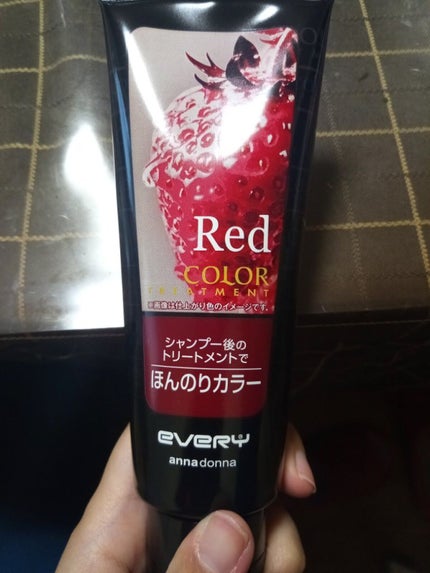 Red
COLOR
TREATMENT
※画像は仕上がり色のイメージです。
シャンプー後の
トリートメントで
ほんのりカラー
every
annadonna